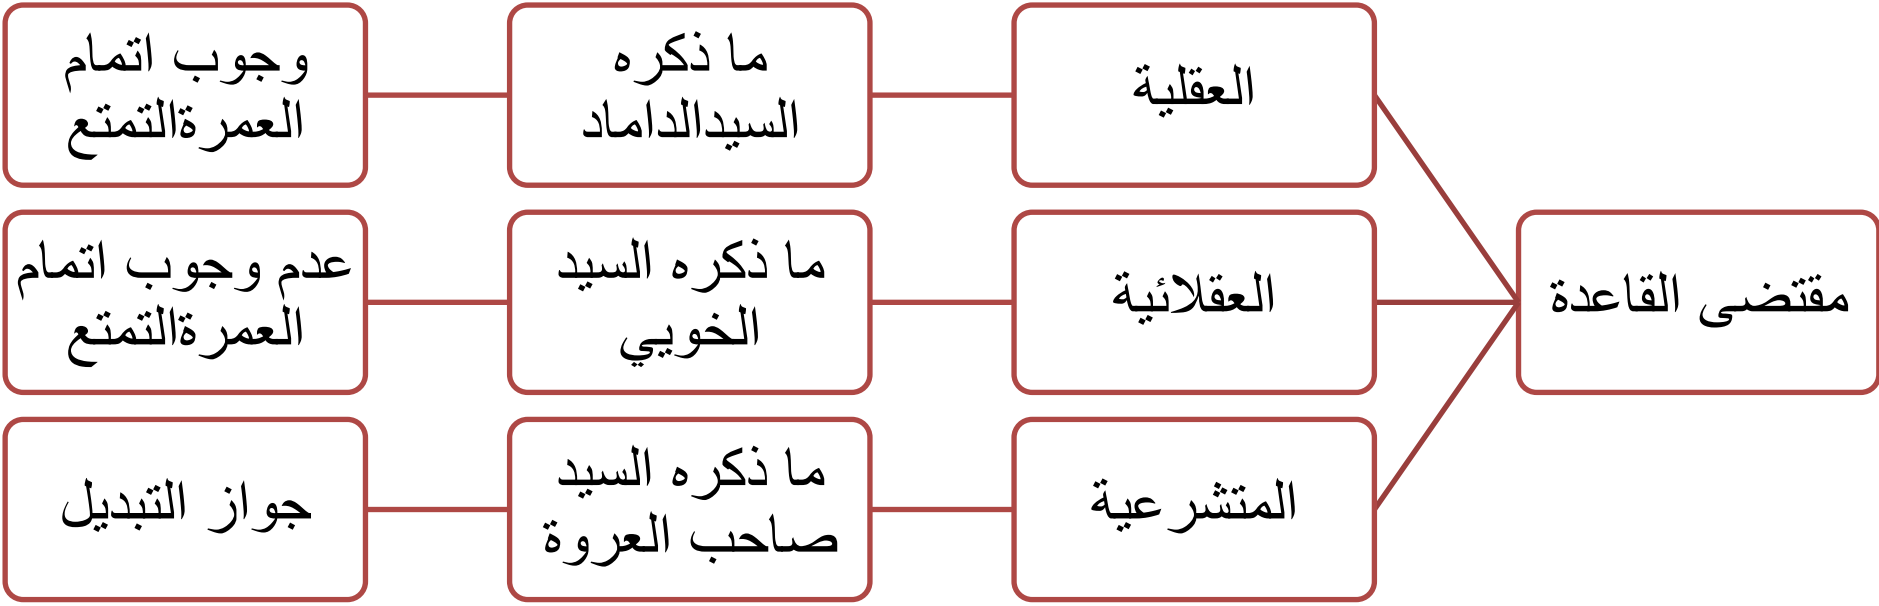 مقتضى القاعدة
العقلية
ما ذكره
السيدالداماد
وجوب اتمام
العمرةالتمتع
العقلائية
ما ذكره السيد
الخويي
عدم وجوب اتمام
العمرةالتمتع
المتشرعية
ما ذكره السيد
صاحب العروة
جواز التبديل